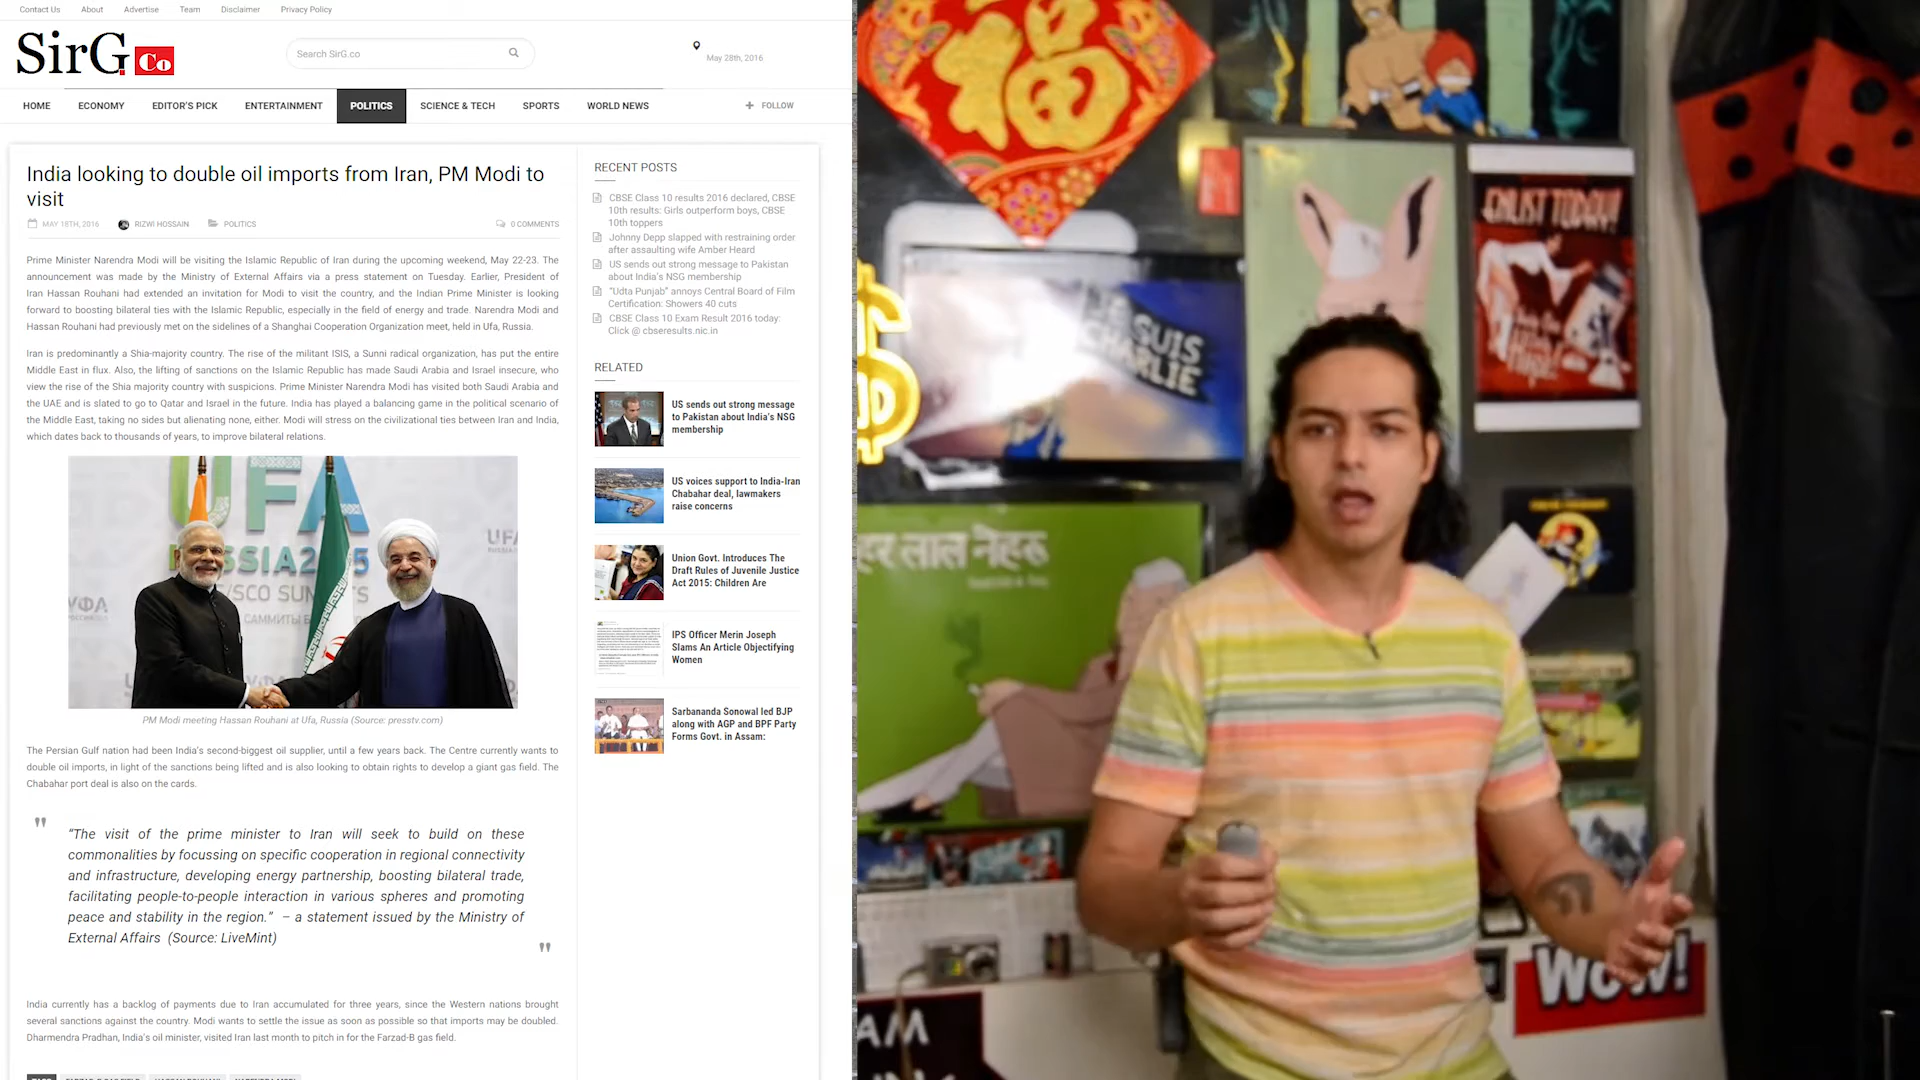 Contact Us About Advertise Team Disclaimer Privacy Policy
SirG.Co
Search SirG.co
May 28th, 2016
HOME ECONOMY EDITOR'S PICK ENTERTAINMENT POLITICS SCIENCE & TECH SPORTS WORLD NEWS + FOLLOW
India looking to double oil imports from Iran, PM Modi to
visit
MAY 18TH, 2016 RIZWI HOSSAIN POLITICS 0 COMMENTS
Prime Minister Narendra Modi will be visiting the Islamic Republic of Iran during the upcoming weekend, May 22-23. The
announcement was made by the Ministry of External Affairs via a press statement on Tuesday. Earlier, President of
Iran Hassan Rouhani had extended an invitation for Modi to visit the country, and the Indian Prime Minister is looking
forward to boosting bilateral ties with the Islamic Republic, especially in the field of energy and trade. Narendra Modi and
Hassan Rouhani had previously met on the sidelines of a Shanghai Cooperation Organization meet, held in Ufa, Russia.
Iran is predominantly a Shia-majority country. The rise of the militant ISIS, a Sunni radical organization, has put the entire
Middle East in flux. Also, the lifting of sanctions on the Islamic Republic has made Saudi Arabia and Israel insecure, who
view the rise of the Shia majority country with suspicions. Prime Minister Narendra Modi has visited both Saudi Arabia and
the UAE and is slated to go to Qatar and Israel in the future. India has played a balancing game in the political scenario of
the Middle East, taking no sides but alienating none, either. Modi will stress on the civilizational ties between Iran and India,
which dates back to thousands of years, to improve bilateral relations.
UFA
RUSSIA2015
/SCO SUMMITS
САММИТЫ
УФА
UFA
PM Modi meeting Hassan Rouhani at Ufa, Russia (Source: presstv.com)
The Persian Gulf nation had been India's second-biggest oil supplier, until a few years back. The Centre currently wants to
double oil imports, in light of the sanctions being lifted and is also looking to obtain rights to develop a giant gas field. The
Chabahar port deal is also on the cards.
"The visit of the prime minister to Iran will seek to build on these
commonalities by focussing on specific cooperation in regional connectivity
and infrastructure, developing energy partnership, boosting bilateral trade,
facilitating people-to-people interaction in various spheres and promoting
peace and stability in the region." – a statement issued by the Ministry of
External Affairs (Source: LiveMint)
India currently has a backlog of payments due to Iran accumulated for three years, since the Western nations brought
several sanctions against the country. Modi wants to settle the issue as soon as possible so that imports may be doubled.
Dharmendra Pradhan, India's oil minister, visited Iran last month to pitch in for the Farzad-B gas field.
RECENT POSTS
CBSE Class 10 results 2016 declared, CBSE
10th results: Girls outperform boys, CBSE
10th toppers
Johnny Depp slapped with restraining order
after assaulting wife Amber Heard
US sends out strong message to Pakistan
about India's NSG membership
"Udta Punjab" annoys Central Board of Film
Certification: Showers 40 cuts
CBSE Class 10 Exam Result 2016 today:
Click @ cbseresults.nic.in
RELATED
US sends out strong message
to Pakistan about India's NSG
membership
US voices support to India-Iran
Chabahar deal, lawmakers
raise concerns
Union Govt. Introduces The
Draft Rules of Juvenile Justice
Act 2015: Children Are
IPS Officer Merin Joseph
Slams An Article Objectifying
Women
Sarbananda Sonowal led BJP
along with AGP and BPF Party
Forms Govt. in Assam:
福
ENLIST TODAY!
JE SUIS
CHARLIE
हर साल नेहरू
$
Wow!
AM